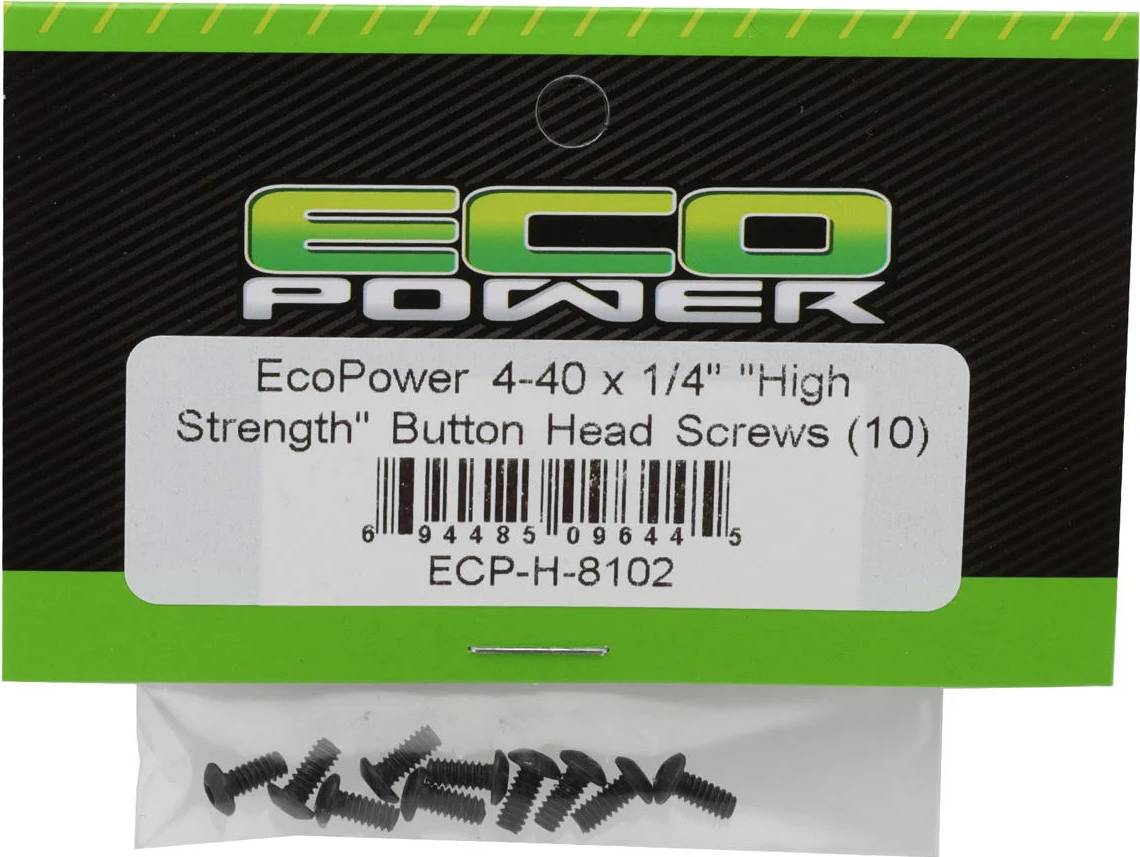 ECO
POWER
EcoPower 4-40 x 1/4" "High
Strength" Button Head Screws (10)
6 94485 09644 5
ECP-H-8102